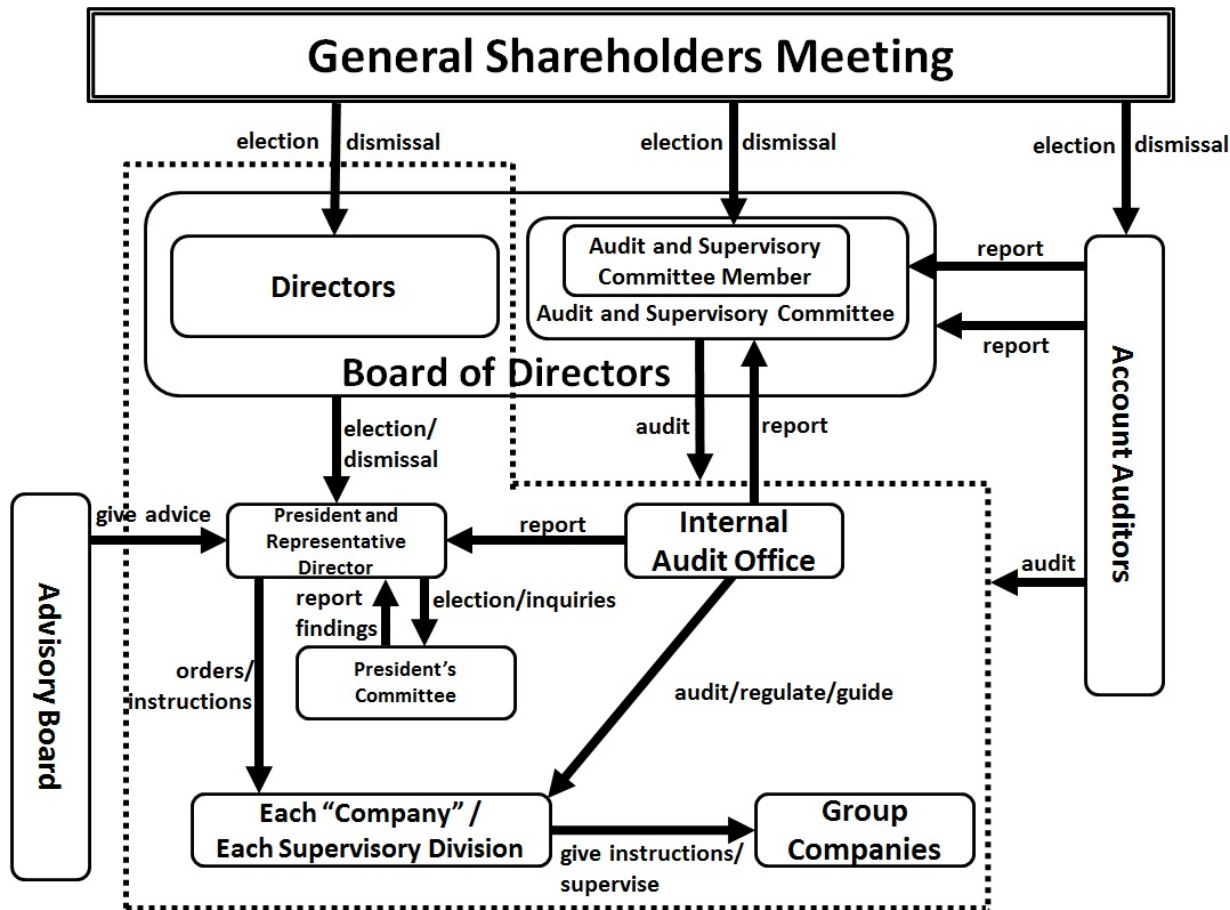 General Shareholders Meeting
election
dismissal
election
dismissal
election
dismissal
Directors
Audit and Supervisory
Committee Member
Audit and Supervisory Committee
Board of Directors
report
report
Account Auditors
election/
dismissal
audit
report
give advice
Advisory Board
President and
Representative
Director
report
Internal
Audit Office
audit
report
findings
election/inquiries
President's
Committee
orders/
instructions
audit/regulate/guide
Each “Company” /
Each Supervisory Division
give instructions/
supervise
Group
Companies